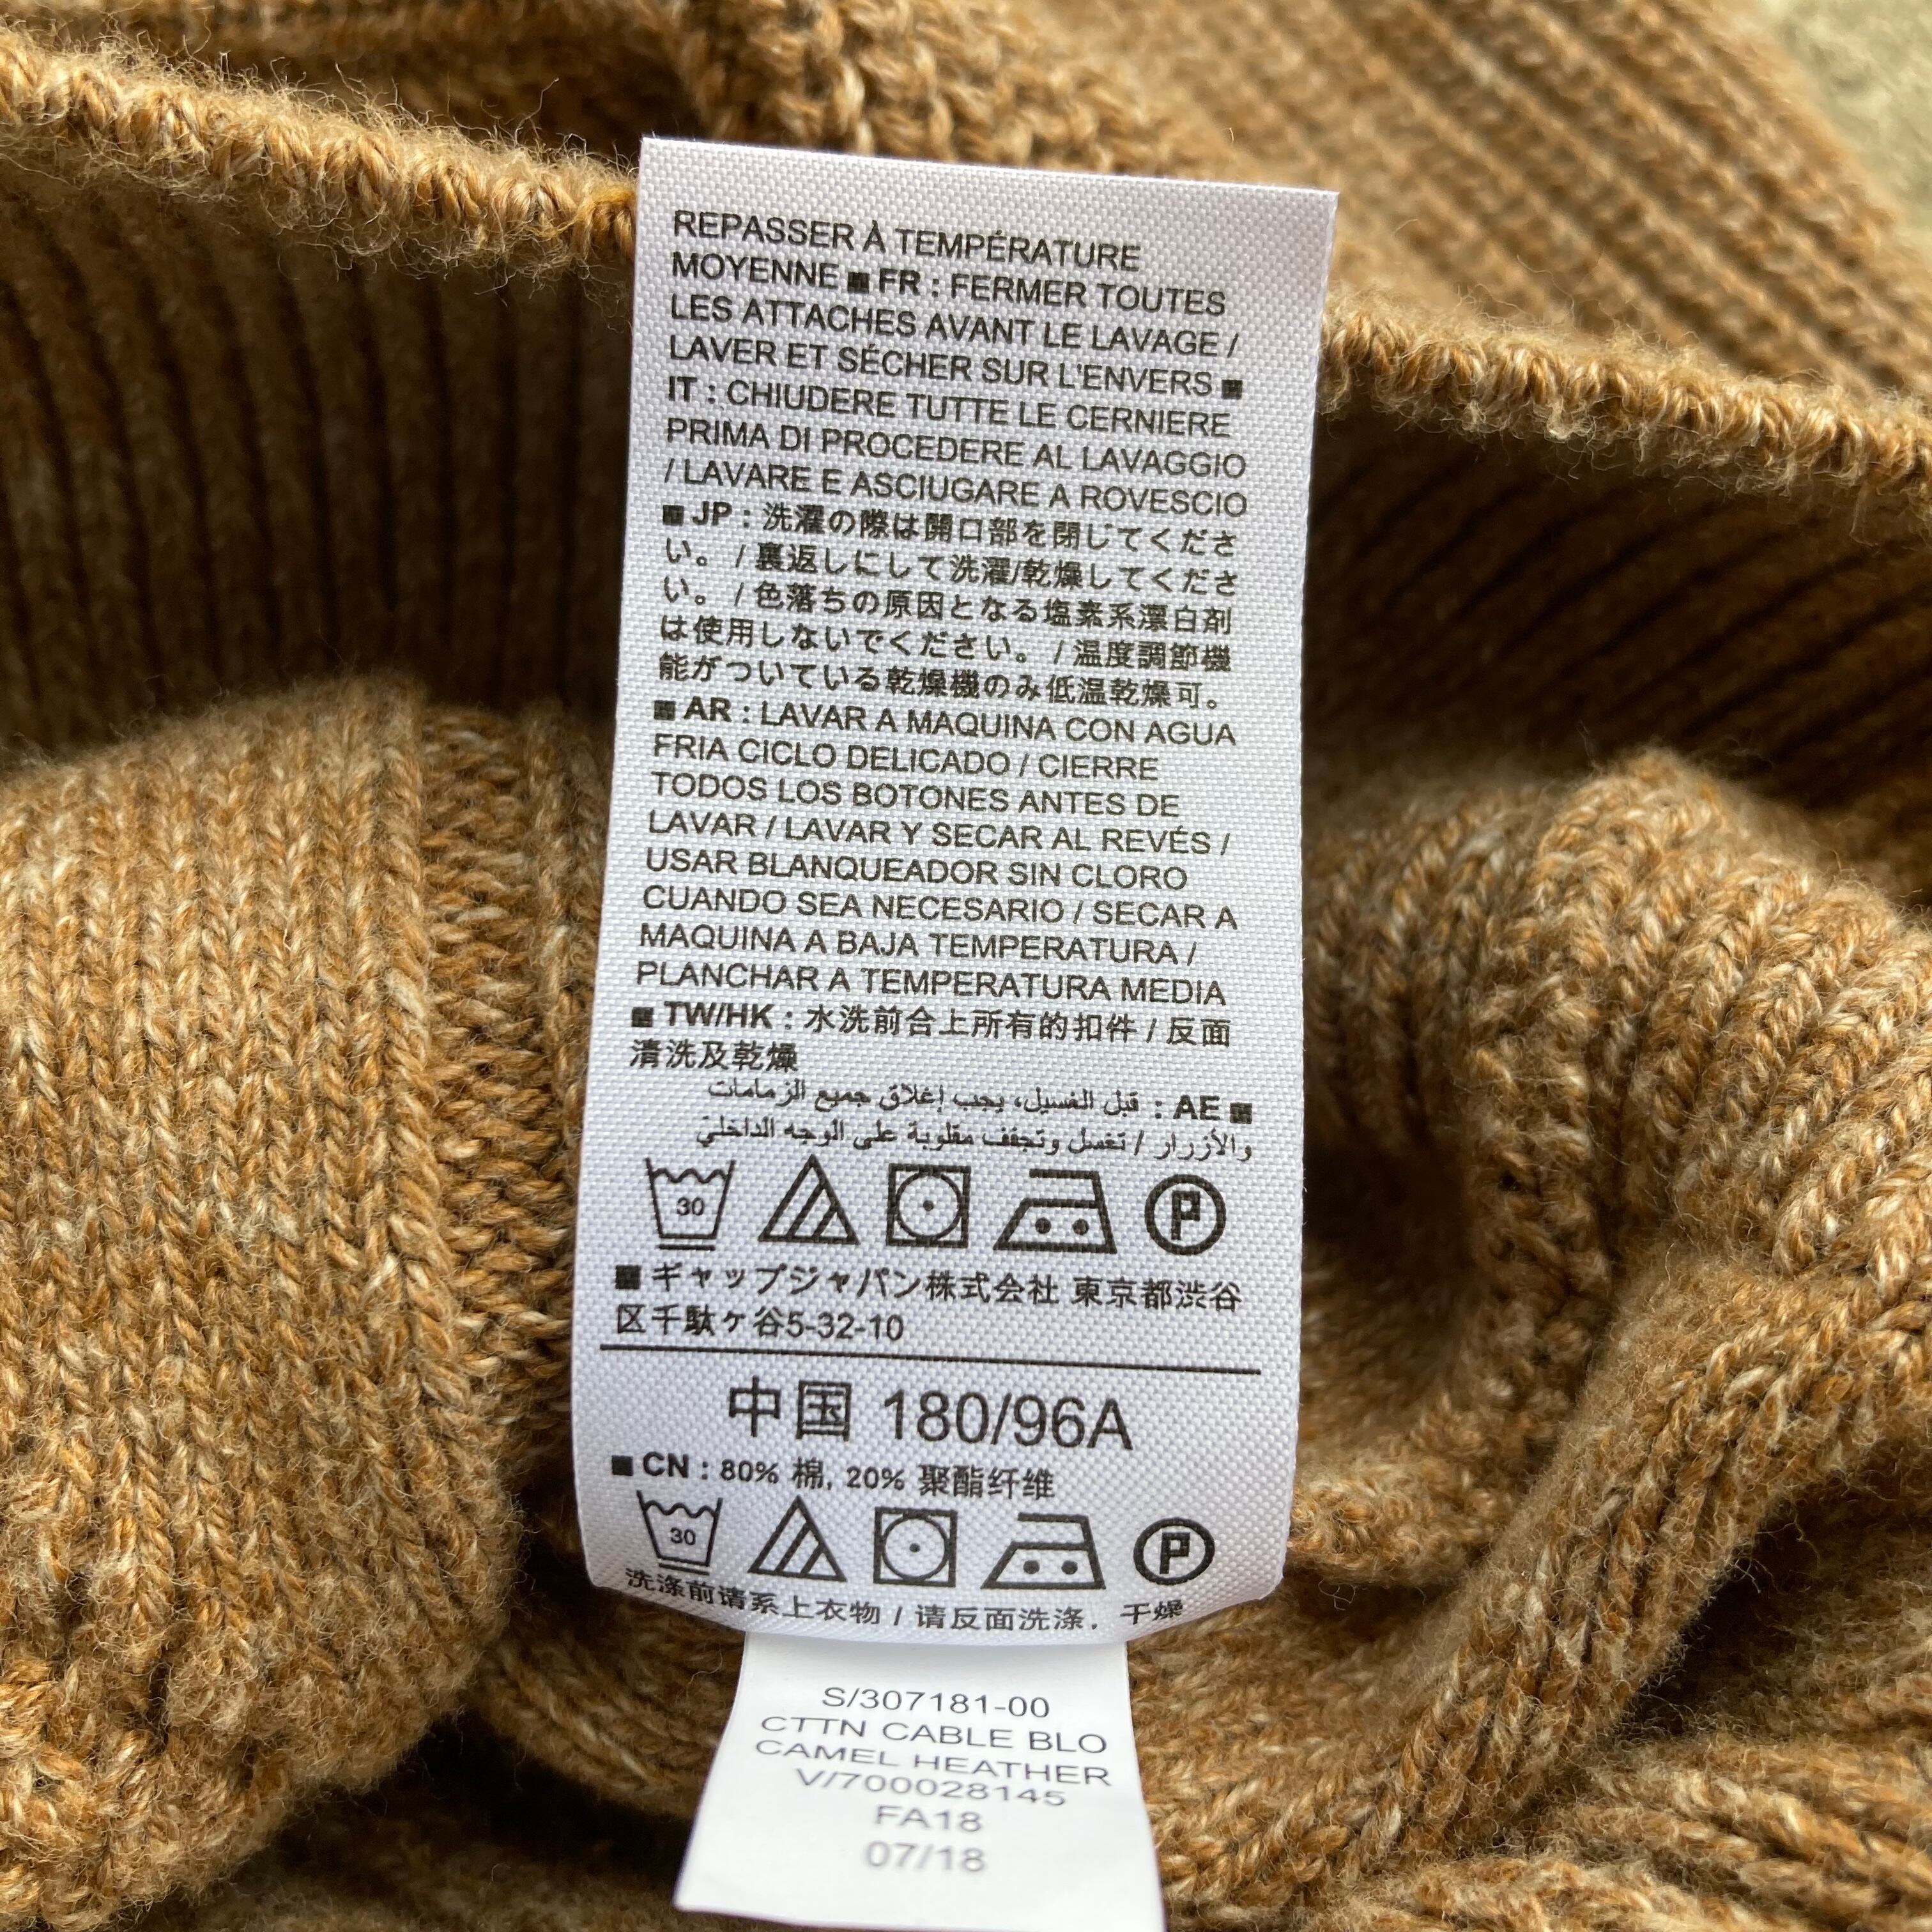 REPASSER À TEMPÉRATURE
MOYENNE ■ FR : FERMER TOUTES
LES ATTACHES AVANT LE LAVAGE /
LAVER ET SÉCHER SUR L'ENVERS ■
IT : CHIUDERE TUTTE LE CERNIERE
PRIMA DI PROCEDERE AL LAVAGGIO
/ LAVARE E ASCIUGARE A ROVESCIO
■ JP : 洗濯の際は開口部を閉じてくださ
い。 / 裏返しにして洗濯/乾燥してくださ
い。 / 色落ちの原因となる塩素系漂白剤
は使用しないでください。 / 温度調節機
能がついている乾燥機のみ低温乾燥可。
■ AR : LAVAR A MAQUINA CON AGUA
FRIA CICLO DELICADO / CIERRE
TODOS LOS BOTONES ANTES DE
LAVAR / LAVAR Y SECAR AL REVÉS /
USAR BLANQUEADOR SIN CLORO
CUANDO SEA NECESARIO / SECAR A
MAQUINA A BAJA TEMPERATURA /
PLANCHAR A TEMPERATURA MEDIA
■ TW/HK : 水洗前合上所有的扣件 / 反面
清洗及乾燥
■ AE : قبل الغسيل، يجب إغلاق جميع الزمامات
والأزرار / تغسل وتجفف مقلوبة على الوجه الداخلي
30 P
■ ギャップジャパン株式会社 東京都渋谷
区千駄ヶ谷5-32-10
中国 180/96A
■ CN : 80% 棉, 20% 聚酯纤维
30 P
洗涤前请系上衣物 / 请反面洗涤, 干燥
S/307181-00
CTTN CABLE BLO
CAMEL HEATHER
V/700028145
FA18
07/18